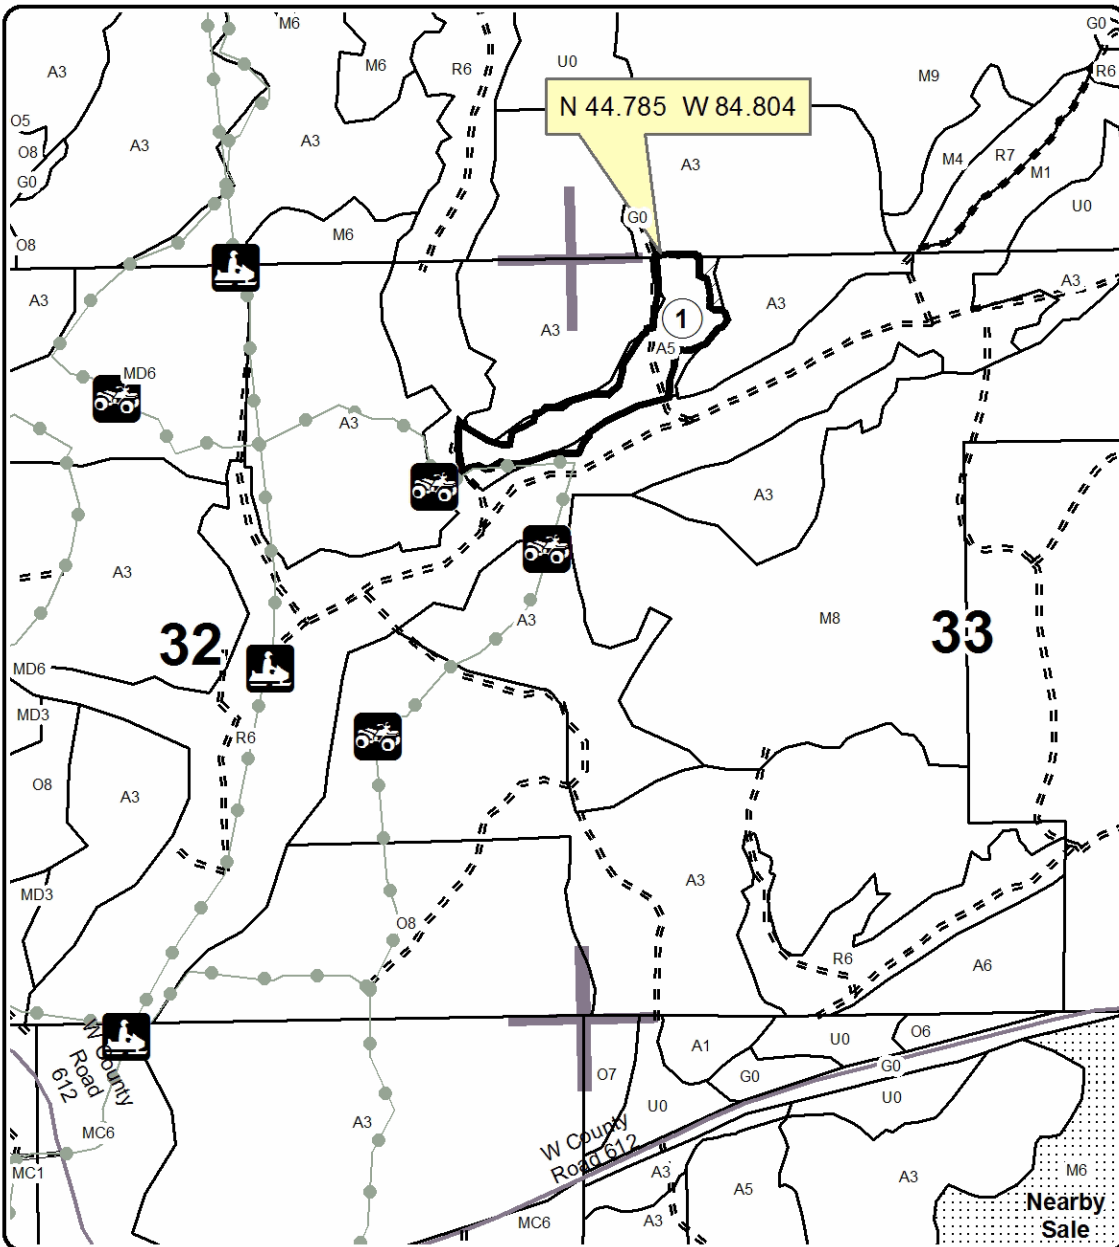 M6
G0
A3
M6
R6
U0
M9
R6
N 44.785 W 84.804
O5
O8
A3
A3
A3
M4
R7
M1
G0
U0
G0
O8
M6
A3
A3
A3
A3
1
A5
MD6
A3
A3
A3
M8
A3
32
33
MD6
MD3
R6
O8
A3
A3
MD3
O8
R6
A6
W County
Road
612
A1
U0
O6
G0
G0
O7
U0
U0
A3
MC6
W County
Road 612
MC1
A3
A5
A3
M6
A3
MC6
Nearby
Sale